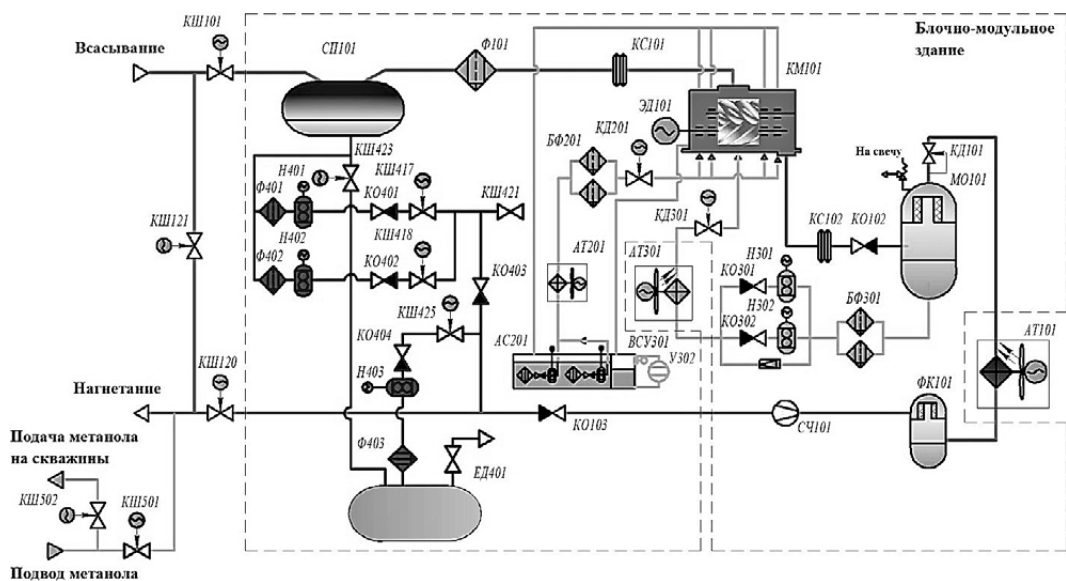 КШ101
Блочно-модульное
здание
Всасывание
СП101
Ф101
КС101
КМ101
ЭД101
КШ423
БФ201
КД201
На свечу
КД101
МО101
Н401
КО401
КШ417
КШ421
Ф401
КШ121
Н402
КШ418
КД301
КС102
КО102
Ф402
КО402
КО403
АТ201
АТ301
Н301
КО301
Н302
КО302
БФ301
КШ425
КО404
АС201
ВСУ301
У302
АТ101
КШ120
Н403
Нагнетание
ФК101
КО103
СЧ101
Подача метанола
на скважины
Ф403
ЕД401
КШ502
КШ501
Подвод метанола